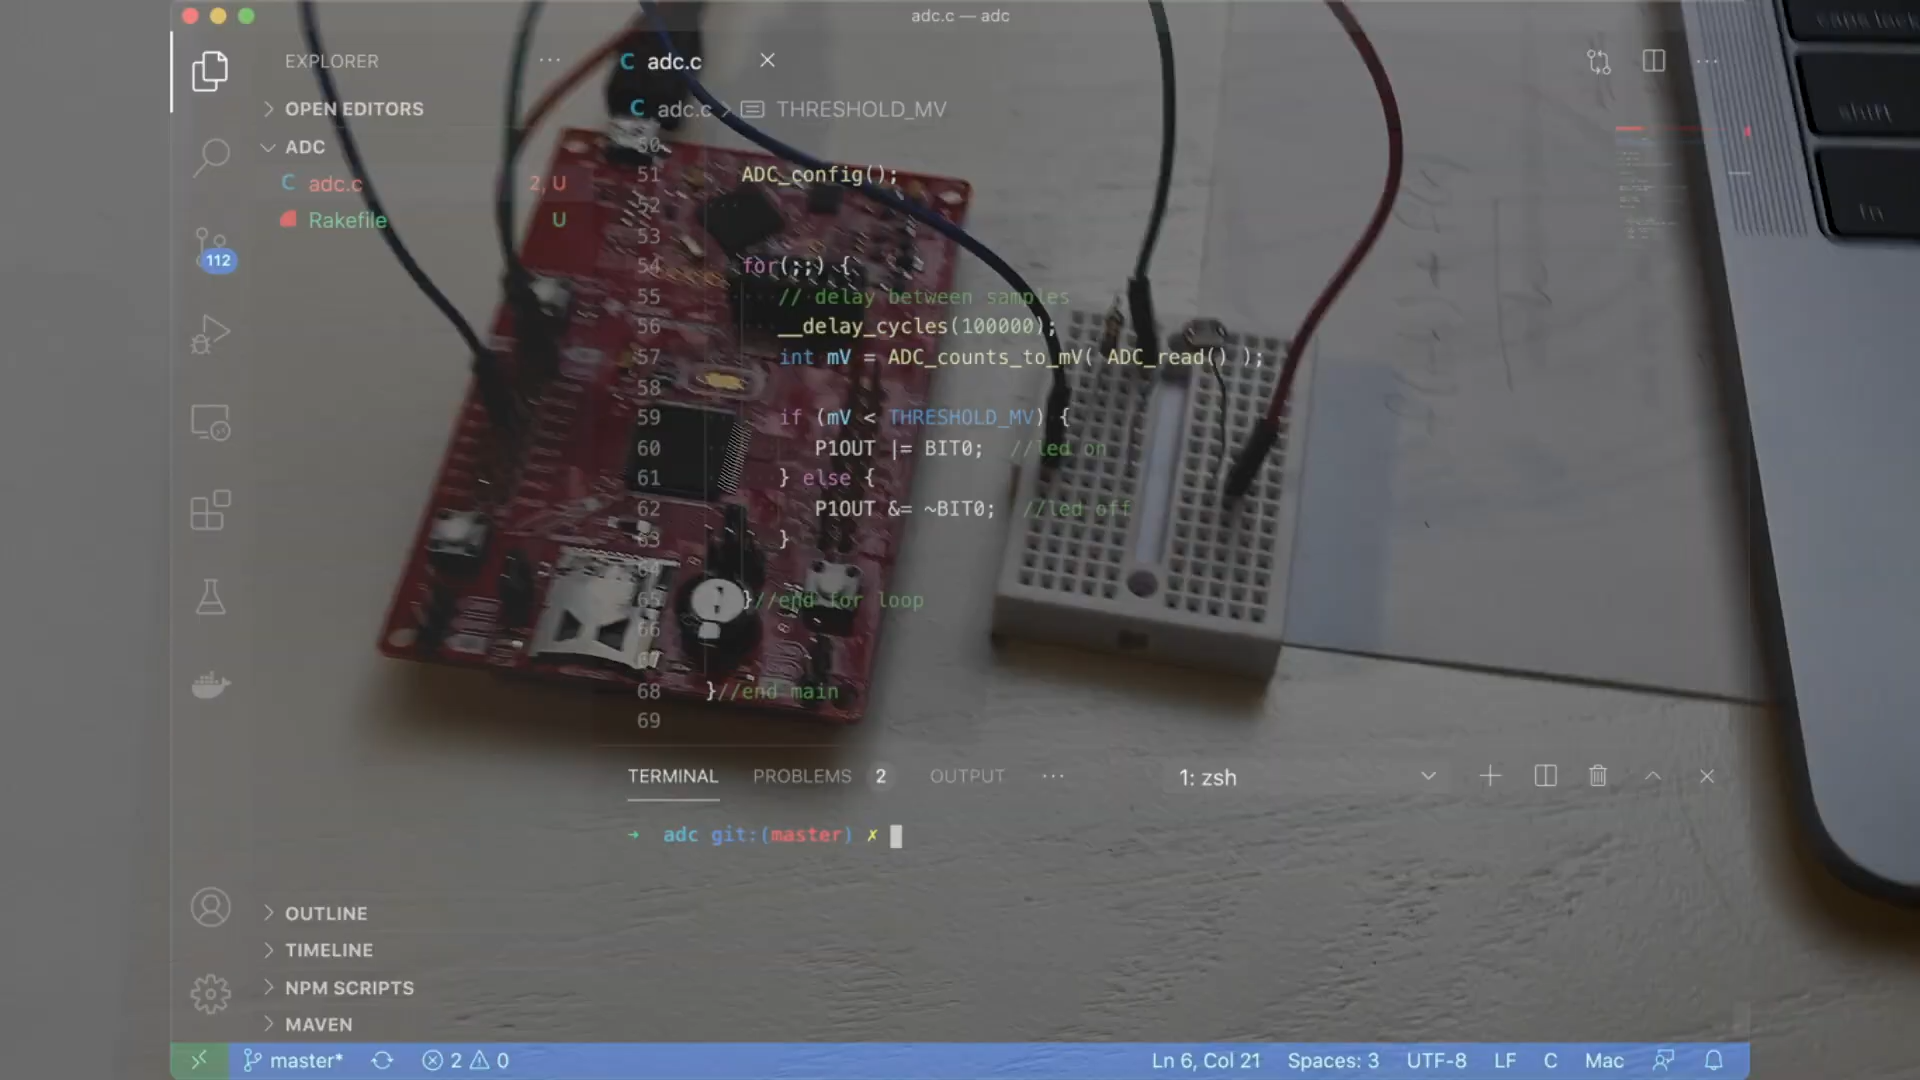 adc.c — adc
EXPLORER
adc.c
OPEN EDITORS
adc.c > THRESHOLD_MV
ADC
50
adc.c 2, U
51 ADC_config();
Rakefile U
52
53
112
54 for(;;) {
55 // delay between samples
56 __delay_cycles(100000);
57 int mV = ADC_counts_to_mV( ADC_read() );
58
59 if (mV < THRESHOLD_MV) {
60 P1OUT |= BIT0; //led on
61 } else {
62 P1OUT &= ~BIT0; //led off
63 }
64
65 }//end for loop
66
67
68 }//end main
69
TERMINAL PROBLEMS 2 OUTPUT 1: zsh
→ adc git:(master) ✗
OUTLINE
TIMELINE
NPM SCRIPTS
MAVEN
master* 2 0 Ln 6, Col 21 Spaces: 3 UTF-8 LF C Mac
shift
fn